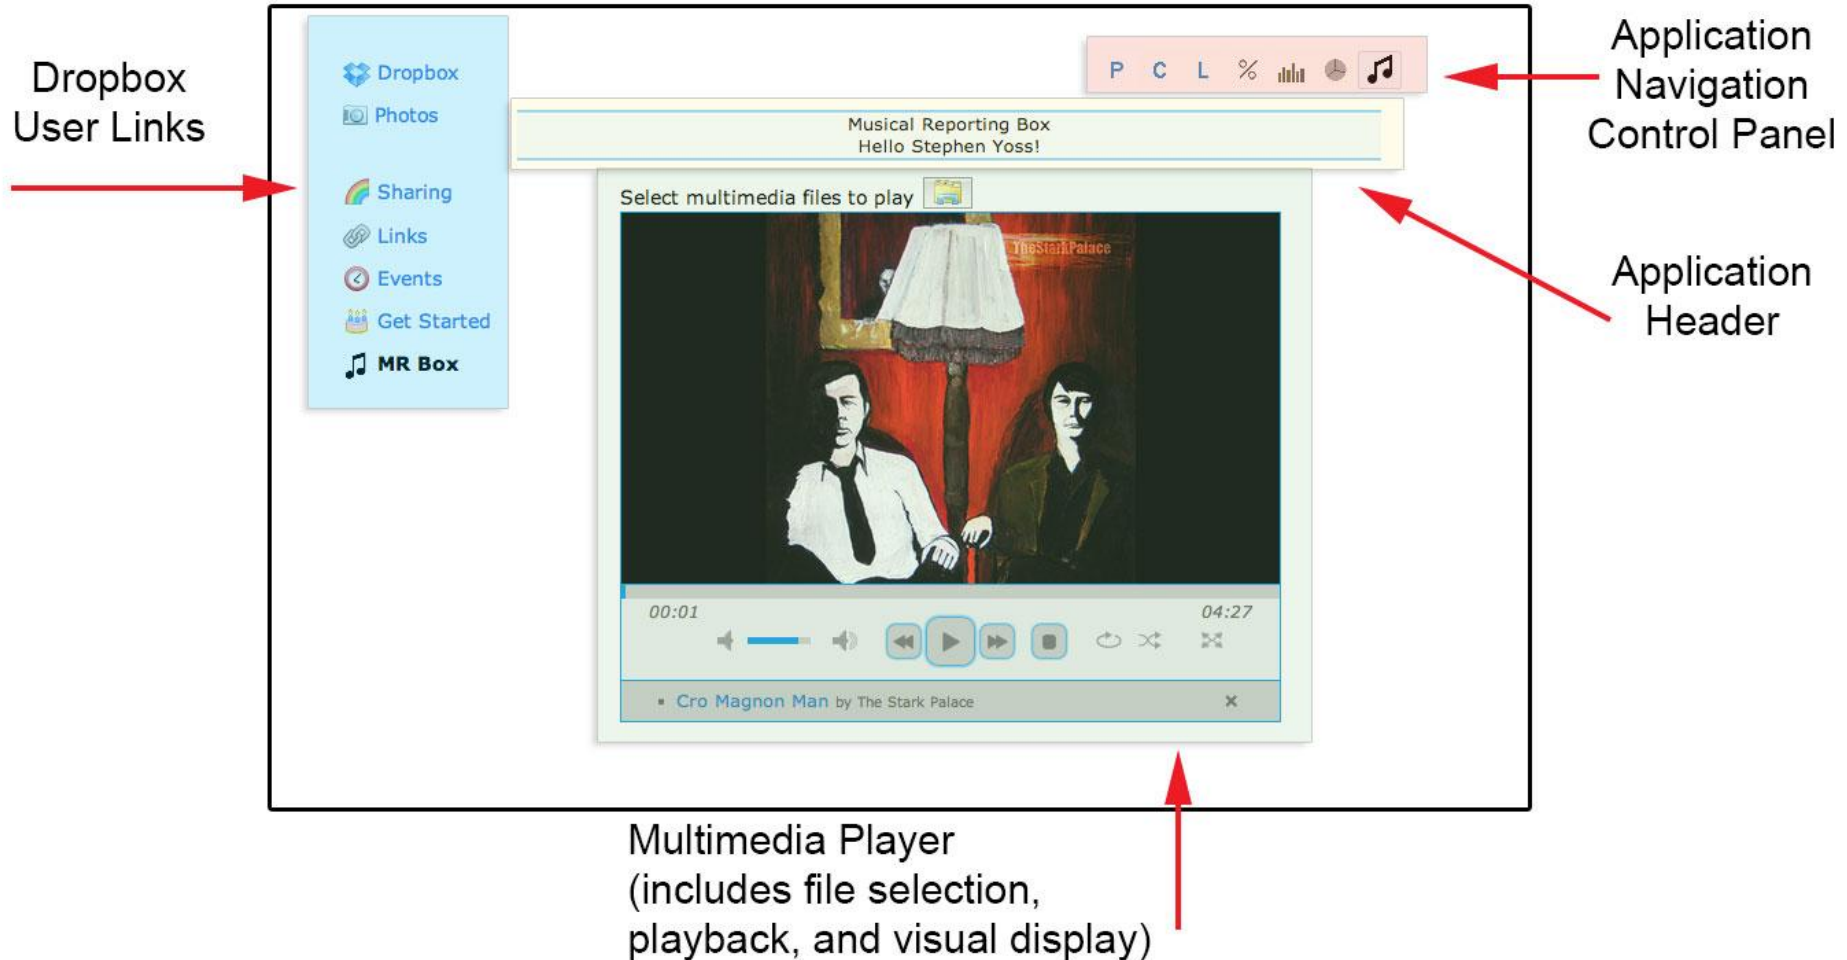 Dropbox
User Links
Dropbox
Photos
Sharing
Links
Events
Get Started
MR Box
P C L %
Application
Navigation
Control Panel
Musical Reporting Box
Hello Stephen Yoss!
Application
Header
Select multimedia files to play
TheStarkPalace
00:01
04:27
Cro Magnon Man by The Stark Palace
Multimedia Player
(includes file selection,
playback, and visual display)